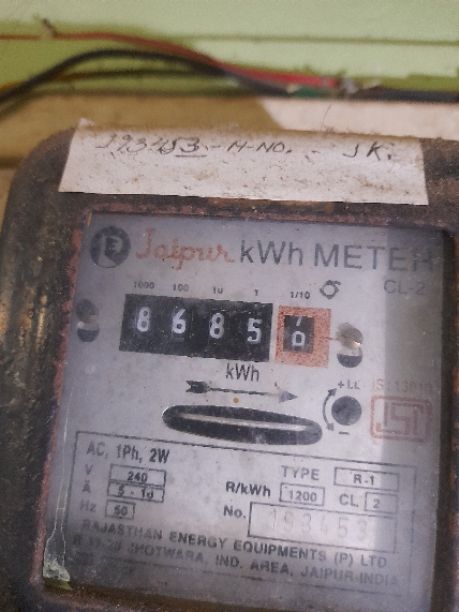 193453-M-NO. - JK.
E Jaipur kWh METER
CL.2
1000 100 10 1 1/10
8 6 8 5
kWh
+
-
ISI
AC, 1Ph, 2W
V 240
A 5 - 10
Hz 50
TYPE R-1
R/kWh 1200 CL. 2
No. 193453
RAJASTHAN ENERGY EQUIPMENTS (P) LTD.
JHOTWARA, IND. AREA, JAIPUR-INDIA